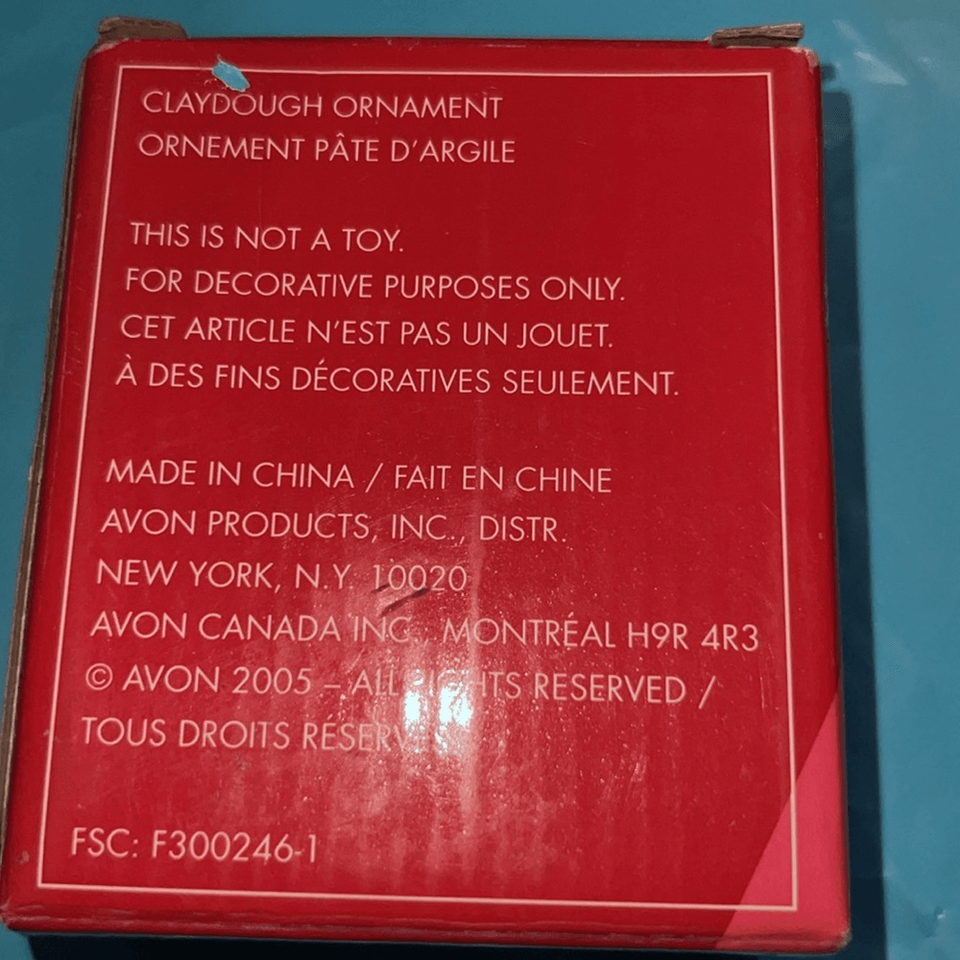 CLAYDOUGH ORNAMENT
ORNEMENT PÂTE D'ARGILE
THIS IS NOT A TOY.
FOR DECORATIVE PURPOSES ONLY.
CET ARTICLE N'EST PAS UN JOUET.
À DES FINS DÉCORATIVES SEULEMENT.
MADE IN CHINA / FAIT EN CHINE
AVON PRODUCTS, INC., DISTR.
NEW YORK, N.Y. 10020
AVON CANADA INC., MONTRÉAL H9R 4R3
© AVON 2005 – ALL RIGHTS RESERVED /
TOUS DROITS
FSC: F300246-1